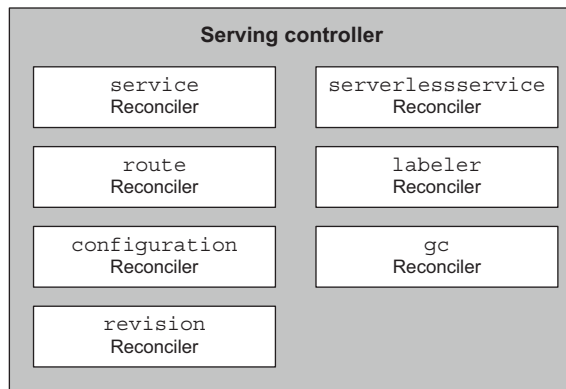 Serving controller
service
Reconciler
serverlessservice
Reconciler
route
Reconciler
labeler
Reconciler
configuration
Reconciler
gc
Reconciler
revision
Reconciler